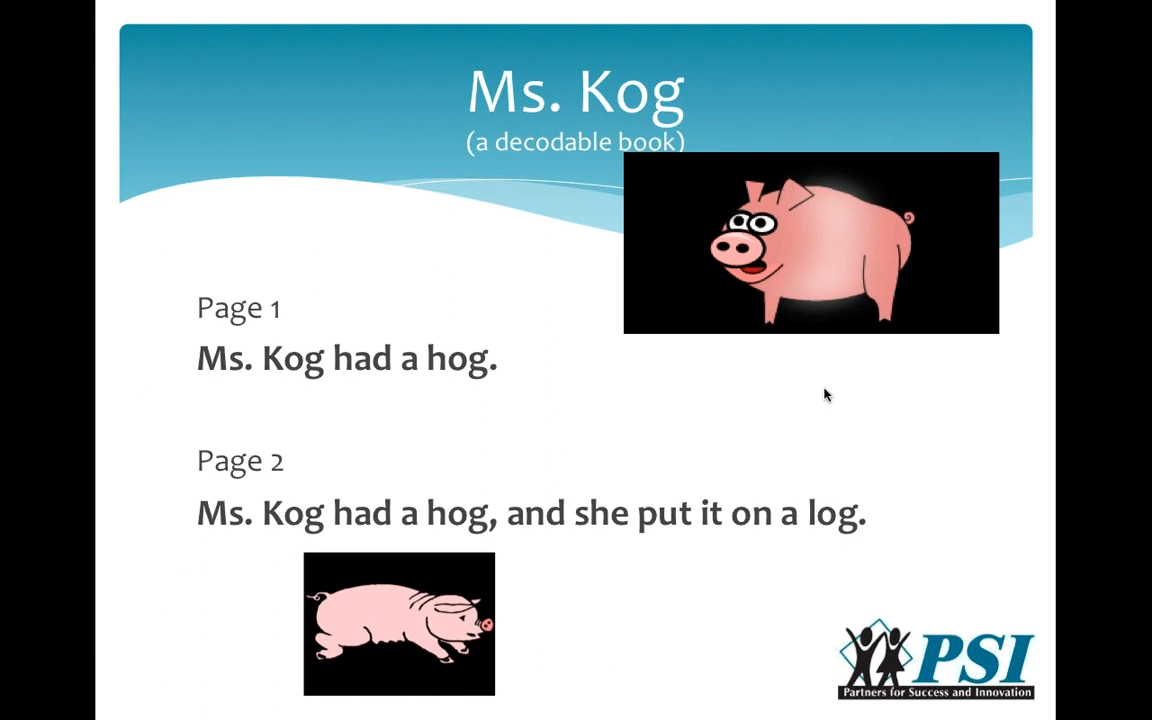 Ms. Kog
(a decodable book)
Page 1
Ms. Kog had a hog.
Page 2
Ms. Kog had a hog, and she put it on a log.
PSI
Partners for Success and Innovation